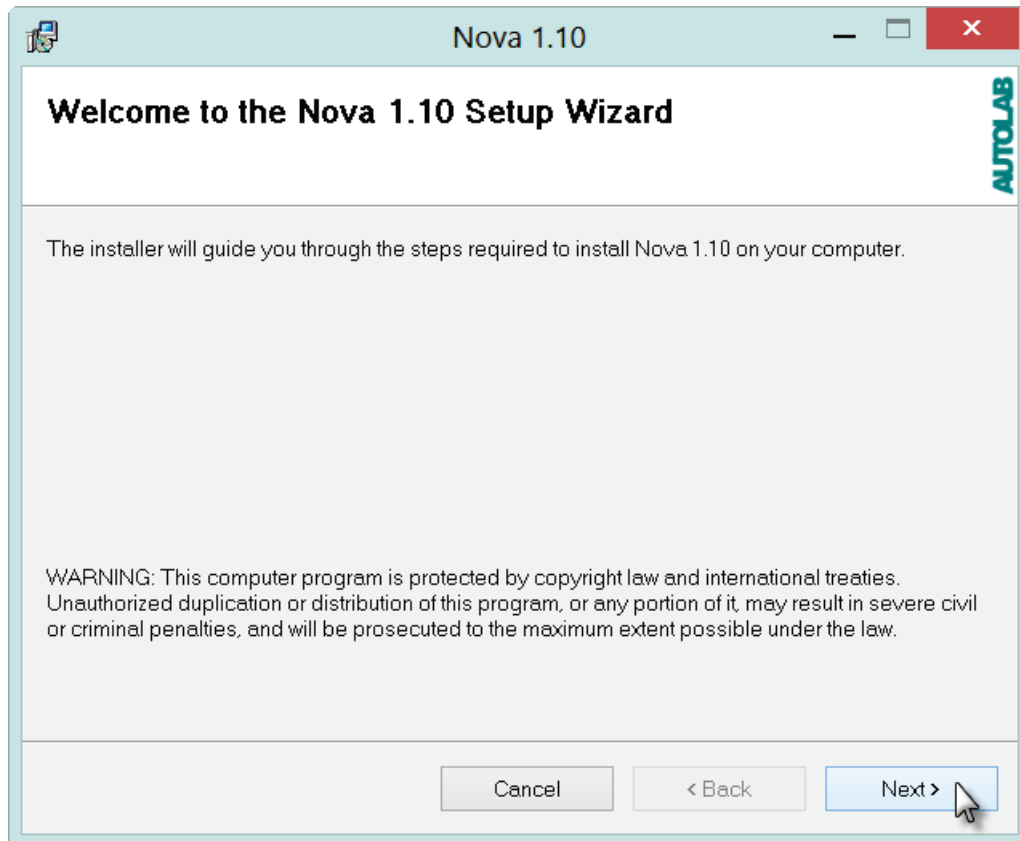 Nova 1.10
Welcome to the Nova 1.10 Setup Wizard
AUTOLAB
The installer will guide you through the steps required to install Nova 1.10 on your computer.
WARNING: This computer program is protected by copyright law and international treaties.
Unauthorized duplication or distribution of this program, or any portion of it, may result in severe civil
or criminal penalties, and will be prosecuted to the maximum extent possible under the law.
Cancel < Back Next >